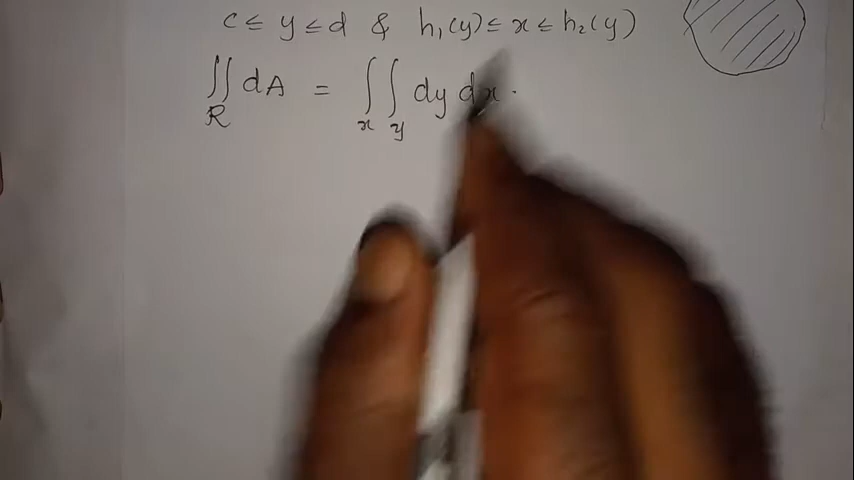 c ≤ y ≤ d & h₁(y) ≤ x ≤ h₂(y)
∬_R dA = ∫_x ∫_y dy dx .